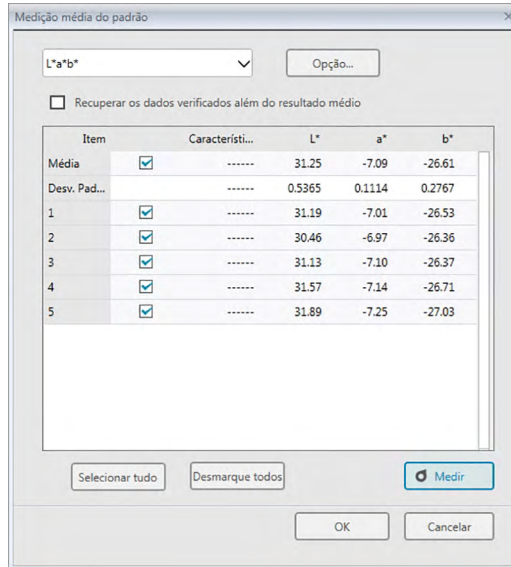 Medição média do padrão
L*a*b*
Opção...
Recuperar os dados verificados além do resultado médio
Item Característi... L* a* b*
Média ------ 31.25 -7.09 -26.61
Desv. Pad... ------ 0.5365 0.1114 0.2767
1 ------ 31.19 -7.01 -26.53
2 ------ 30.46 -6.97 -26.36
3 ------ 31.13 -7.10 -26.37
4 ------ 31.57 -7.14 -26.71
5 ------ 31.89 -7.25 -27.03
Selecionar tudo Desmarque todos Medir
OK Cancelar